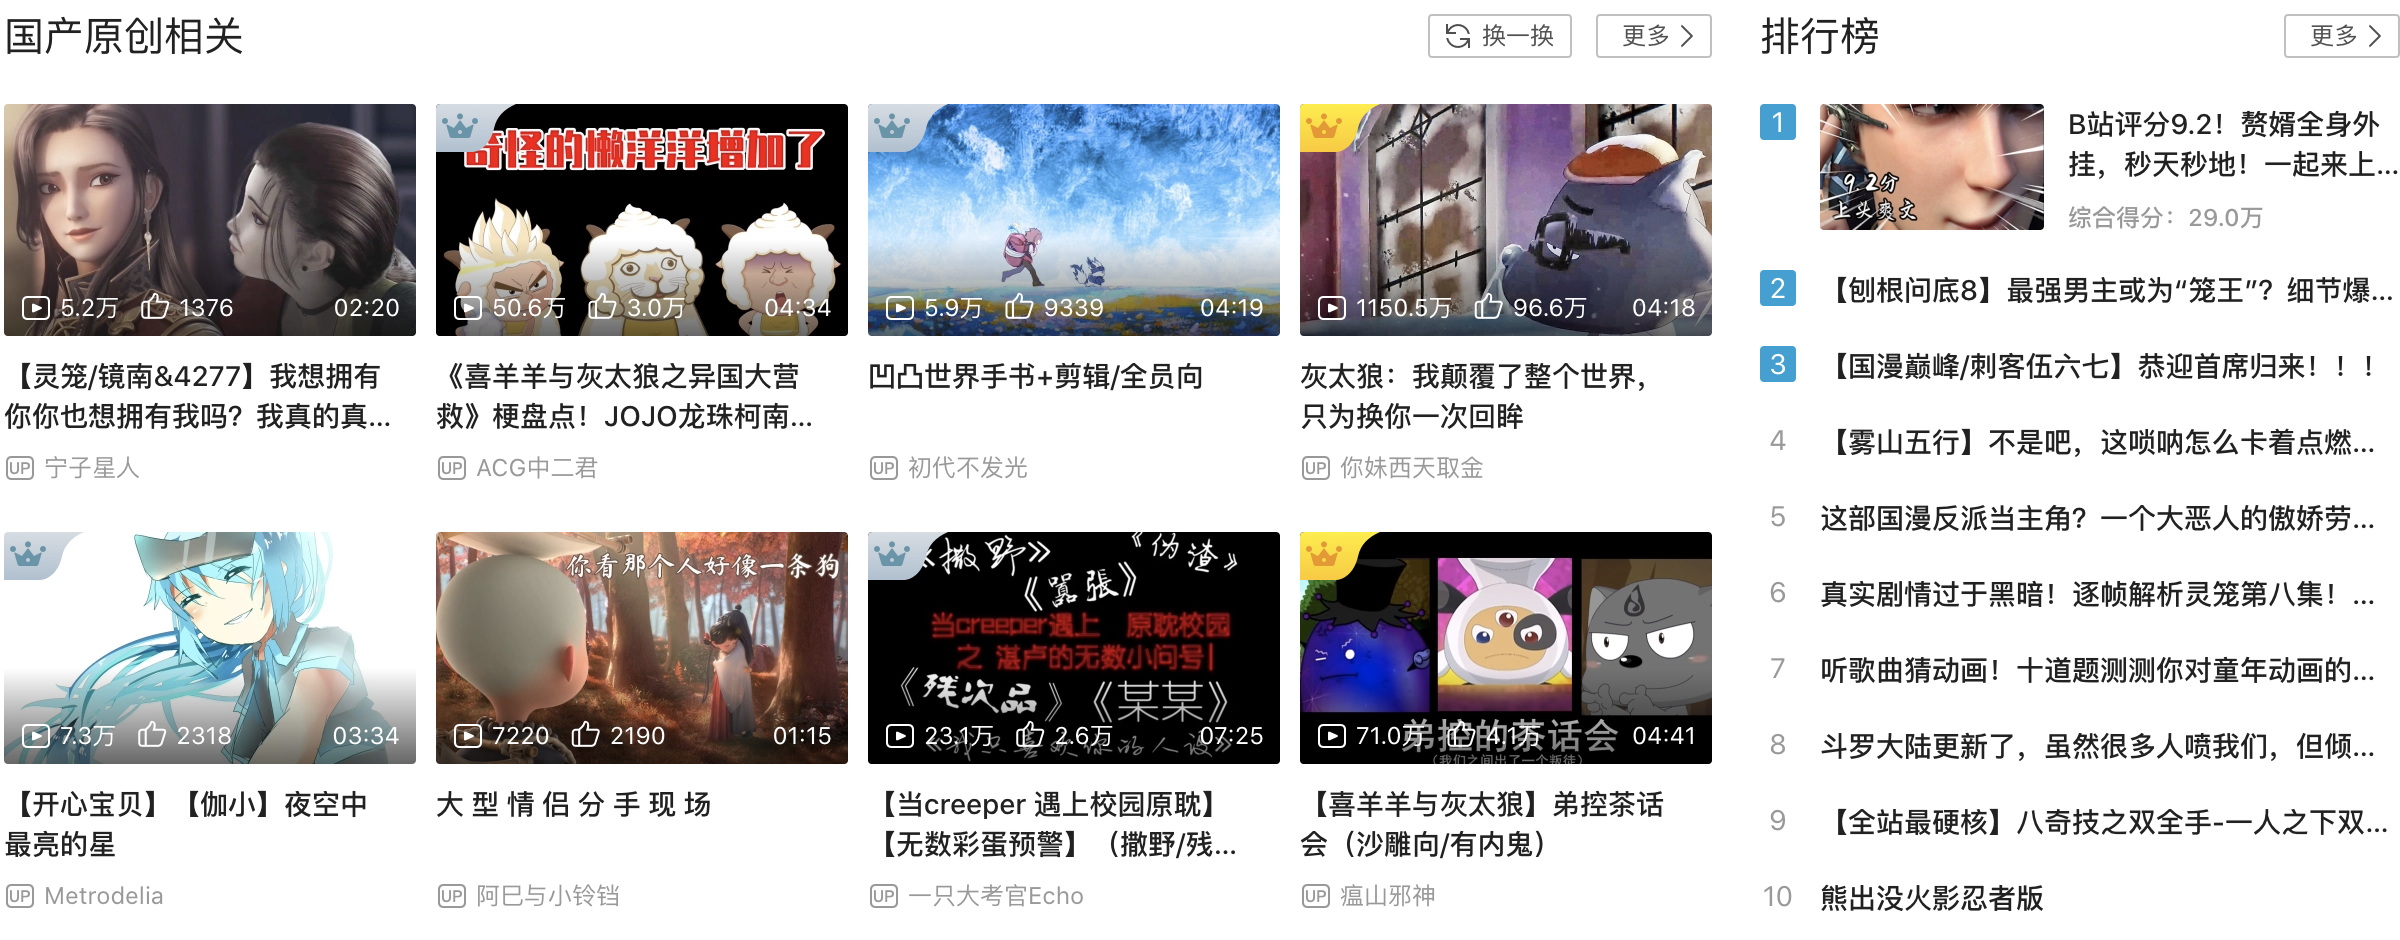 国产原创相关
换一换
更多
5.2万 1376 02:20
【灵笼/镜南&4277】我想拥有
你你也想拥有我吗？我真的真...
UP 宁子星人
奇怪的懒洋洋增加了
50.6万 3.0万 04:34
《喜羊羊与灰太狼之异国大营
救》梗盘点！JOJO龙珠柯南...
UP ACG中二君
5.9万 9339 04:19
凹凸世界手书+剪辑/全员向
UP 初代不发光
1150.5万 96.6万 04:18
灰太狼：我颠覆了整个世界，
只为换你一次回眸
UP 你妹西天取金
7.3万 2318 03:34
【开心宝贝】【伽小】夜空中
最亮的星
UP Metrodelia
你看那个人好像一条狗
7220 2190 01:15
大 型 情 侣 分 手 现 场
UP 阿巳与小铃铛
撒野》
《伪渣》
《嚣張》
当creeper遇上 原耽校园
之 湛卢的无数小问号
《残次品》《某某》
23.1万 2.6万 07:25
【当creeper 遇上校园原耽】
【无数彩蛋预警】（撒野/残...
UP 一只大考官Echo
弟控的茶话会
（我们之间出了一个叛徒）
71.0万 4.1万 04:41
【喜羊羊与灰太狼】弟控茶话
会（沙雕向/有内鬼）
UP 瘟山邪神
排行榜
更多
1
9.2分
上头爽文
B站评分9.2！赘婿全身外
挂，秒天秒地！一起来上...
综合得分：29.0万
2 【刨根问底8】最强男主或为“笼王”？细节爆...
3 【国漫巅峰/刺客伍六七】恭迎首席归来！！！
4 【雾山五行】不是吧，这唢呐怎么卡着点燃...
5 这部国漫反派当主角？一个大恶人的傲娇劳...
6 真实剧情过于黑暗！逐帧解析灵笼第八集！...
7 听歌曲猜动画！十道题测测你对童年动画的...
8 斗罗大陆更新了，虽然很多人喷我们，但倾...
9 【全站最硬核】八奇技之双全手-一人之下双...
10 熊出没火影忍者版